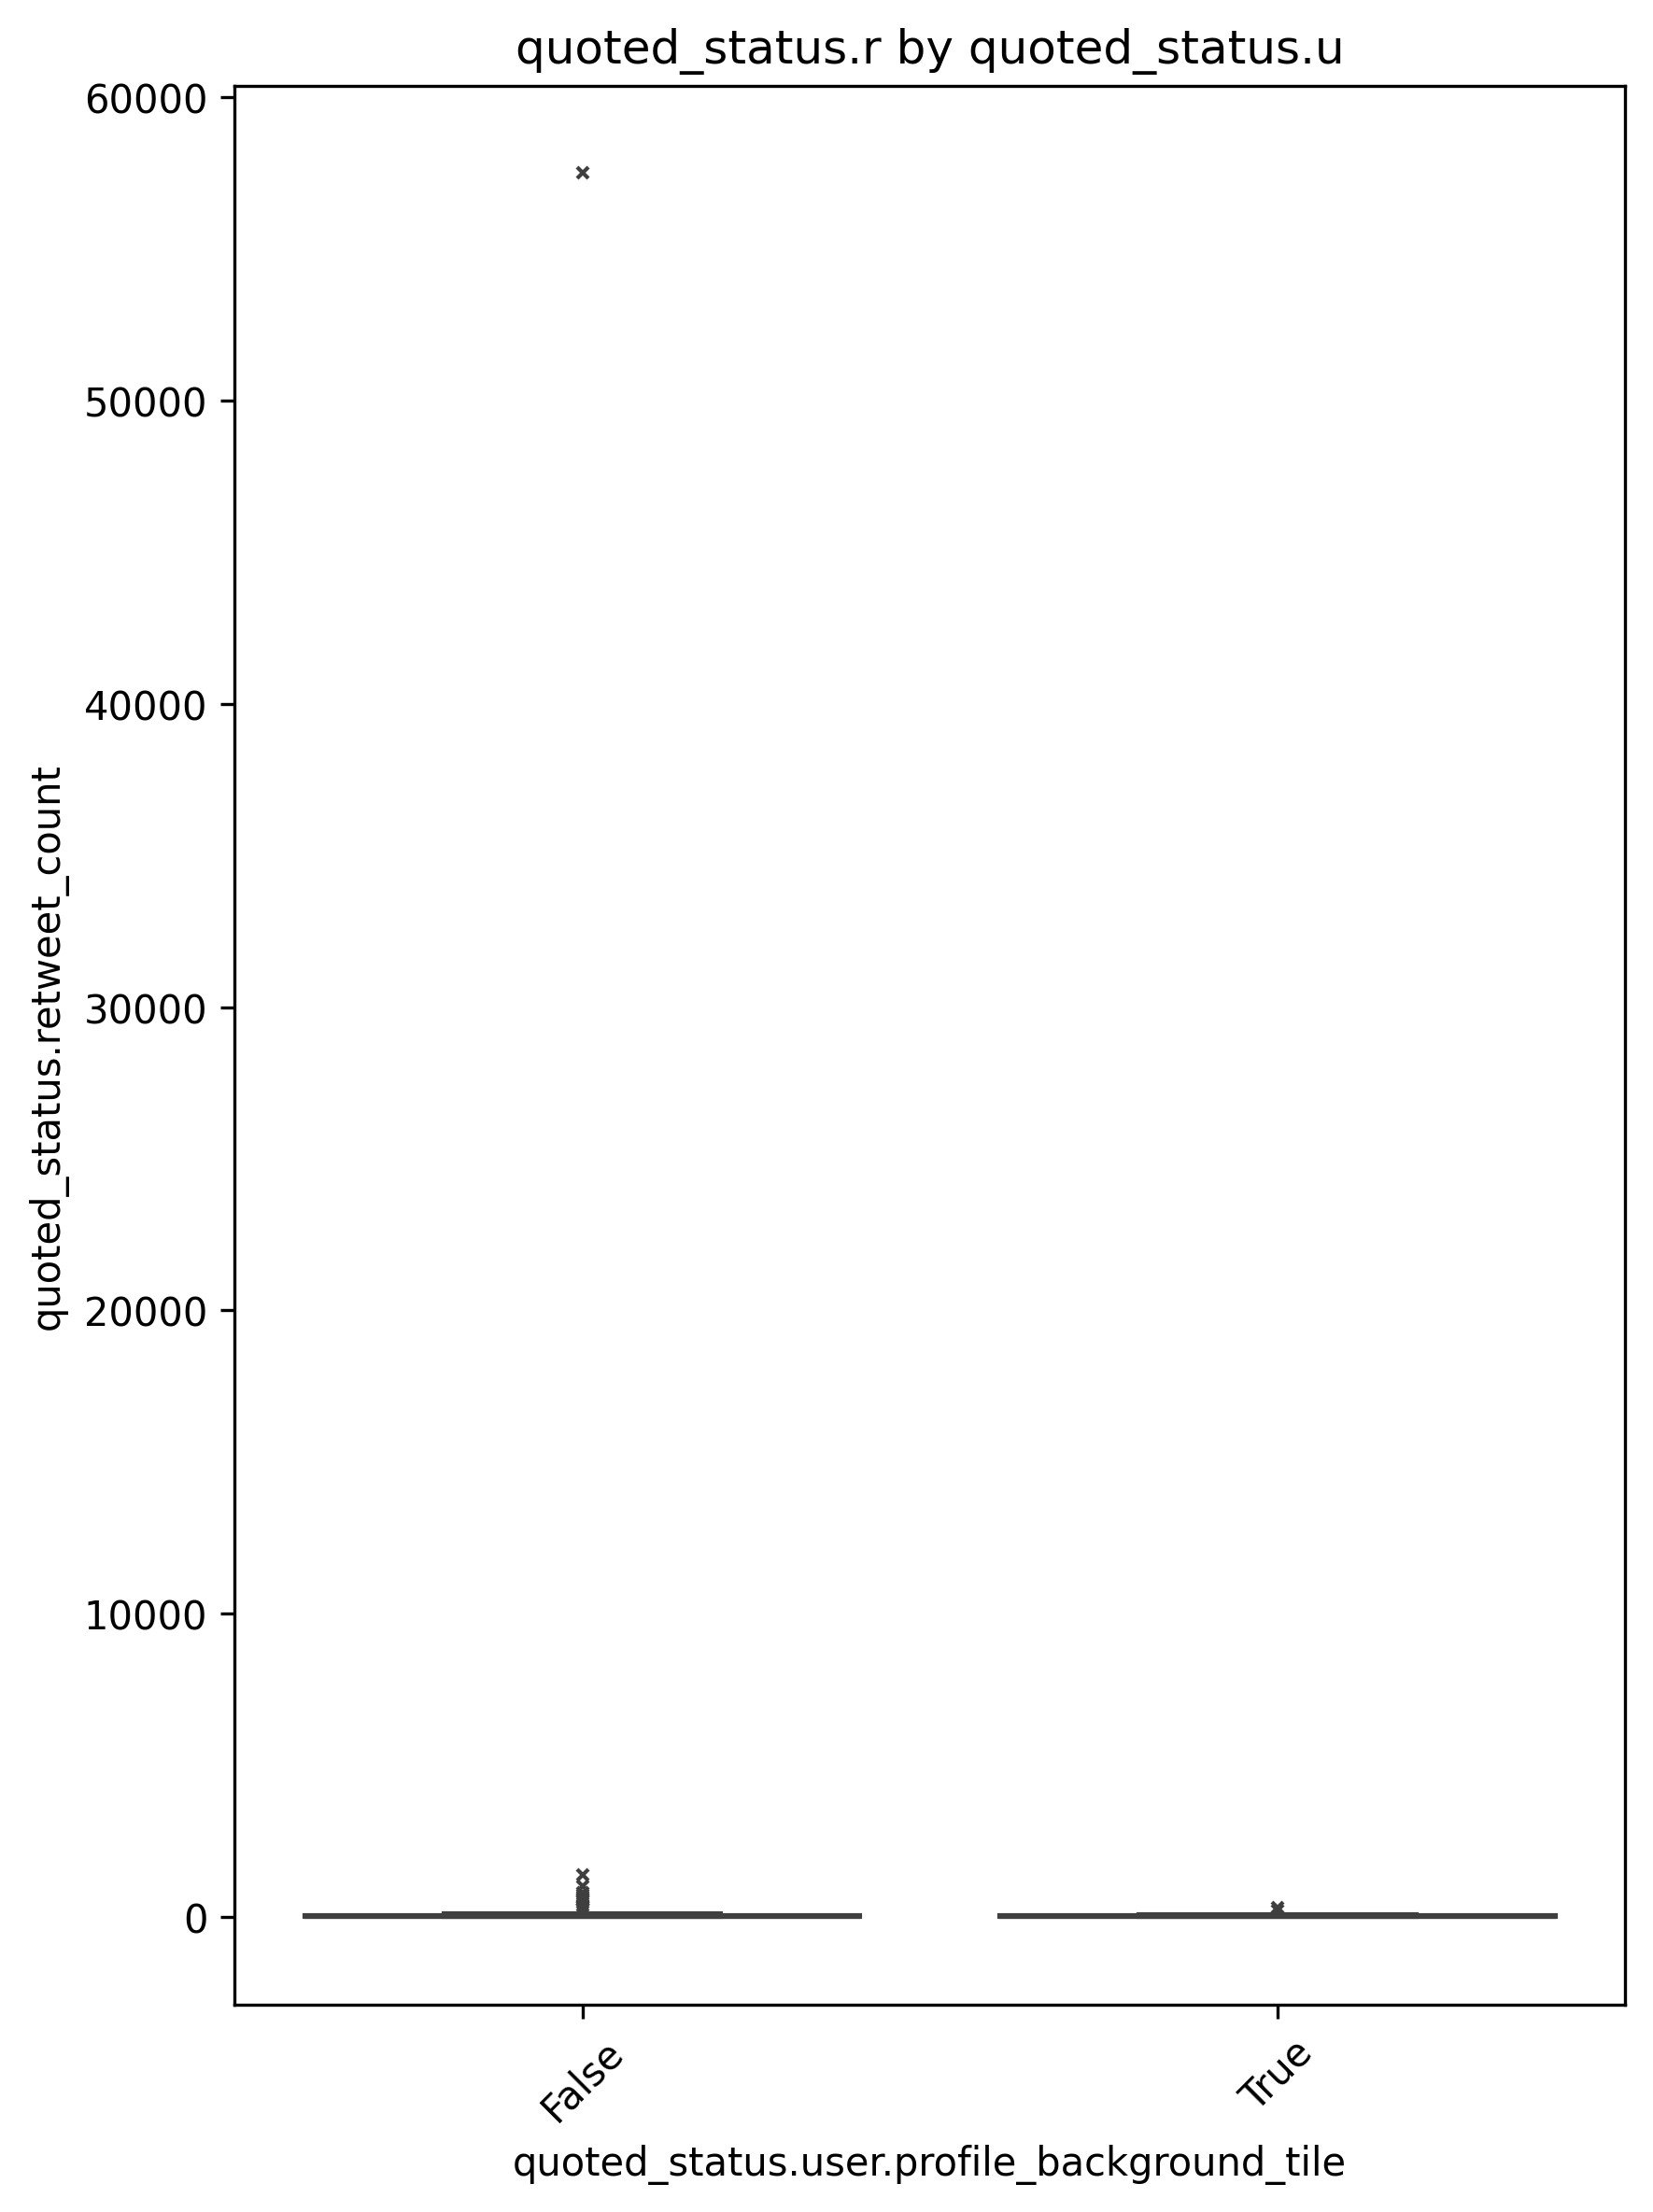 quoted_status.r by quoted_status.u
60000
50000
40000
30000
20000
10000
0
quoted_status.retweet_count
False
True
quoted_status.user.profile_background_tile